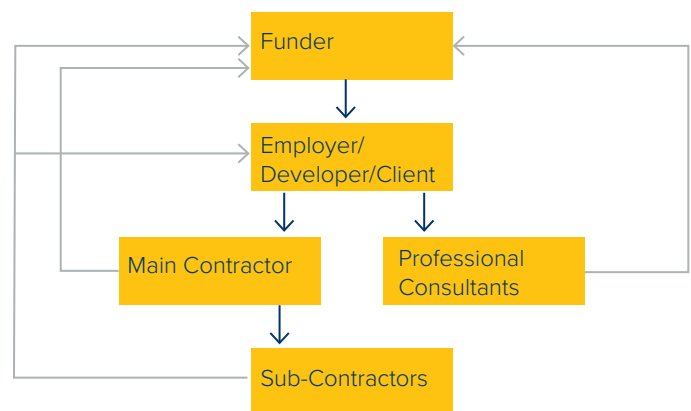 Funder
Employer/
Developer/Client
Main Contractor
Professional
Consultants
Sub-Contractors